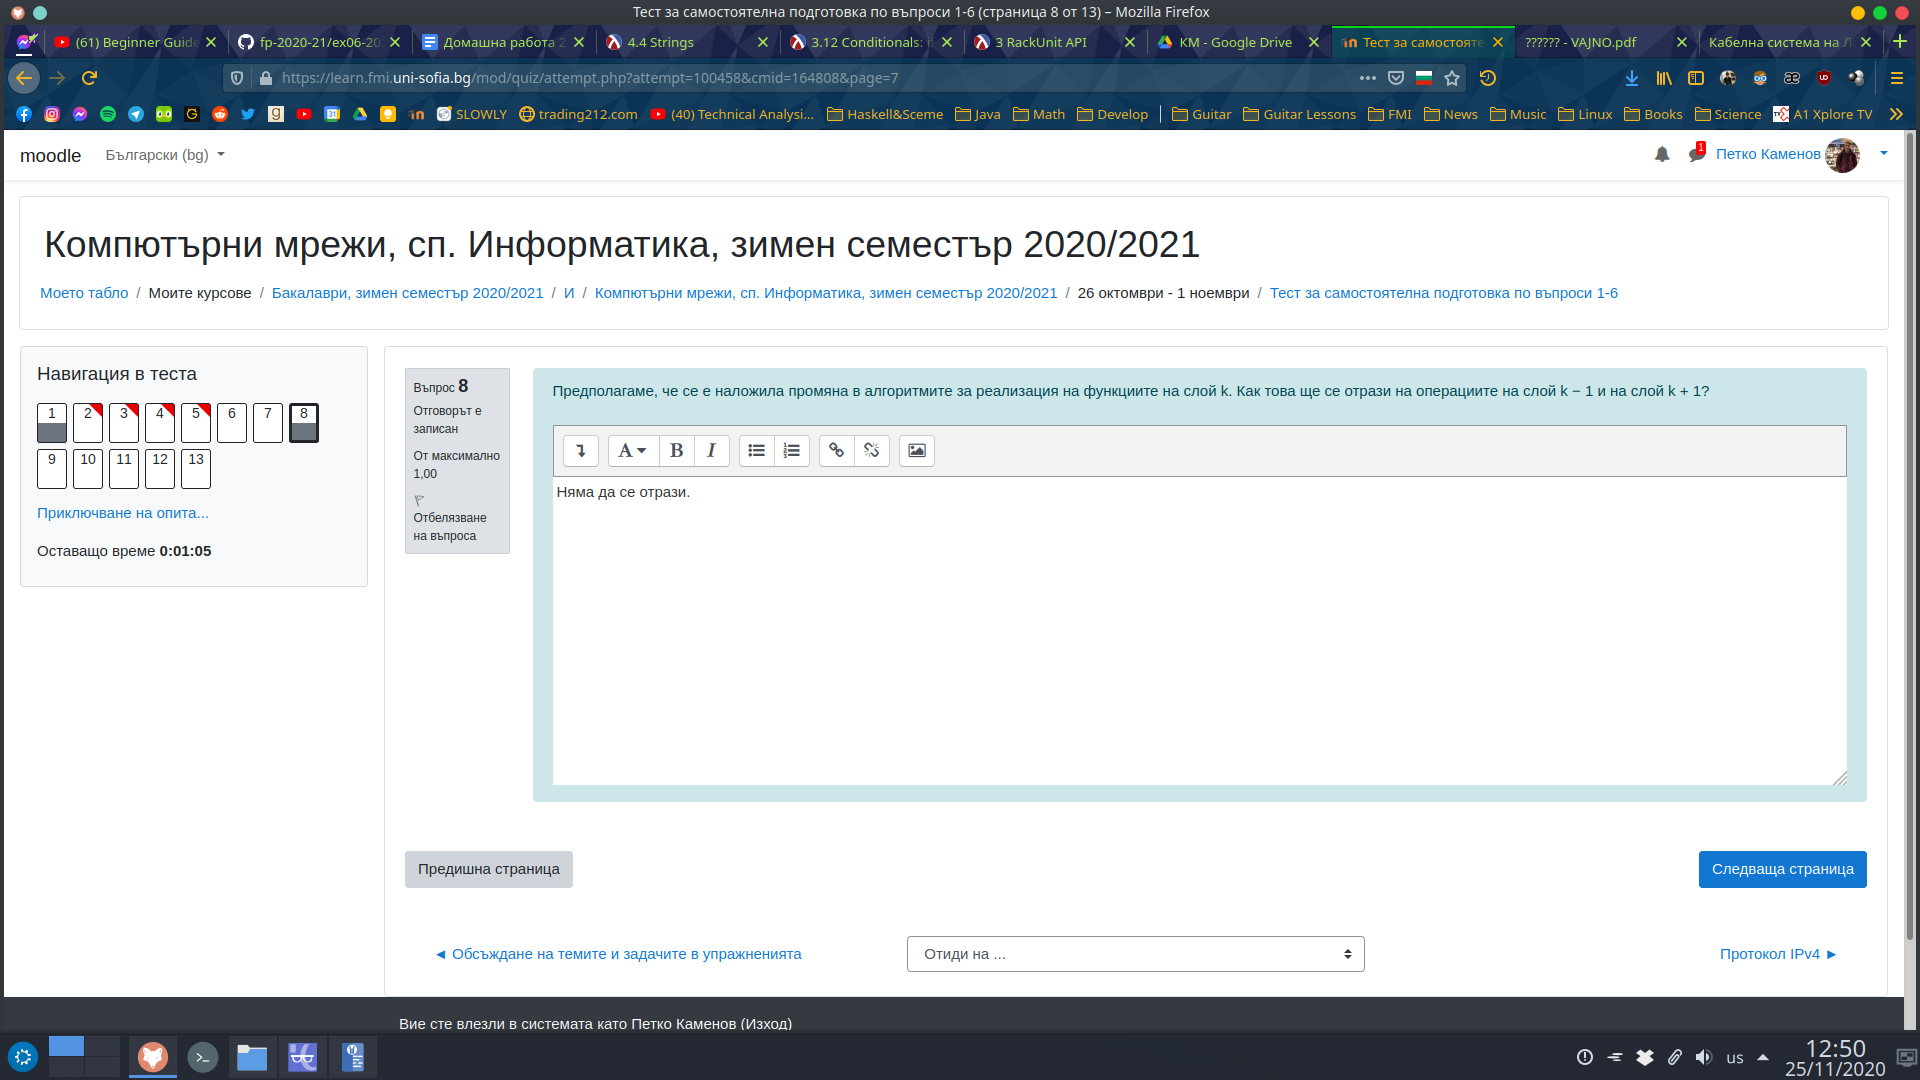 Тест за самостоятелна подготовка по въпроси 1-6 (страница 8 от 13) – Mozilla Firefox
(61) Beginner Guide
fp-2020-21/ex06-20
Домашна работа 2
4.4 Strings
3.12 Conditionals: i
3 RackUnit API
КМ - Google Drive
Тест за самостояте
?????? - VAJNO.pdf
Кабелна система на Л
https://learn.fmi.uni-sofia.bg/mod/quiz/attempt.php?attempt=100458&cmid=164808&page=7
SLOWLY
trading212.com
(40) Technical Analysi...
Haskell&Sceme
Java
Math
Develop
Guitar
Guitar Lessons
FMI
News
Music
Linux
Books
Science
A1 Xplore TV
moodle
Български (bg)
1
Петко Каменов
Компютърни мрежи, сп. Информатика, зимен семестър 2020/2021
Моето табло / Моите курсове / Бакалаври, зимен семестър 2020/2021 / И / Компютърни мрежи, сп. Информатика, зимен семестър 2020/2021 / 26 октомври - 1 ноември / Тест за самостоятелна подготовка по въпроси 1-6
Навигация в теста
1 2 3 4 5 6 7 8
9 10 11 12 13
Приключване на опита...
Оставащо време 0:01:05
Въпрос 8
Отговорът е
записан
От максимално
1,00
Отбелязване
на въпроса
Предполагаме, че се е наложила промяна в алгоритмите за реализация на функциите на слой k. Как това ще се отрази на операциите на слой k − 1 и на слой k + 1?
A B I
Няма да се отрази.
Предишна страница
Следваща страница
◄ Обсъждане на темите и задачите в упражненията
Отиди на ...
Протокол IPv4 ►
Вие сте влезли в системата като Петко Каменов (Изход)
us
12:50
25/11/2020